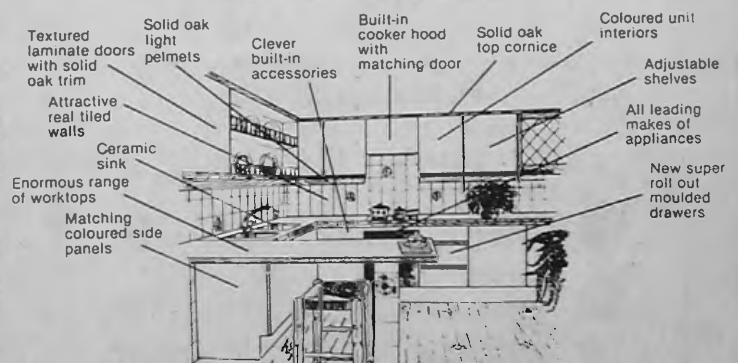 Textured
laminate doors
with solid
oak trim
Solid oak
light
pelmets
Clever
built-in
accessories
Built-in
cooker hood
with
matching door
Solid oak
top cornice
Coloured unit
interiors
Adjustable
shelves
All leading
makes of
appliances
New super
roll out
moulded
drawers
Attractive
real tiled
walls
Ceramic
sink
Enormous range
of worktops
Matching
coloured side
panels